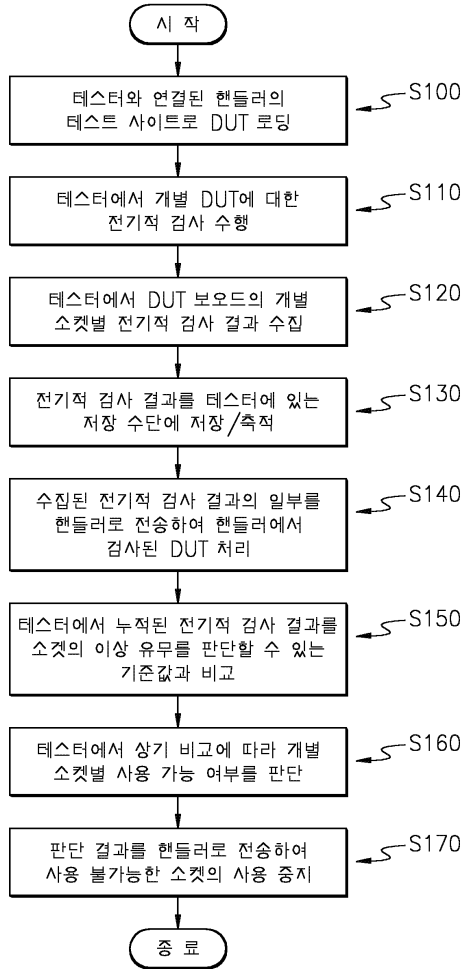 시 작
테스터와 연결된 핸들러의
테스트 사이트로 DUT 로딩
S100
테스터에서 개별 DUT에 대한
전기적 검사 수행
S110
테스터에서 DUT 보오드의 개별
소켓별 전기적 검사 결과 수집
S120
전기적 검사 결과를 테스터에 있는
저장 수단에 저장/축적
S130
수집된 전기적 검사 결과의 일부를
핸들러로 전송하여 핸들러에서
검사된 DUT 처리
S140
테스터에서 누적된 전기적 검사 결과를
소겟의 이상 유무를 판단할 수 있는
기준값과 비교
S150
테스터에서 상기 비교에 따라 개별
소켓별 사용 가능 여부를 판단
S160
판단 결과를 핸들러로 전송하여
사용 불가능한 소켓의 사용 중지
S170
종 료